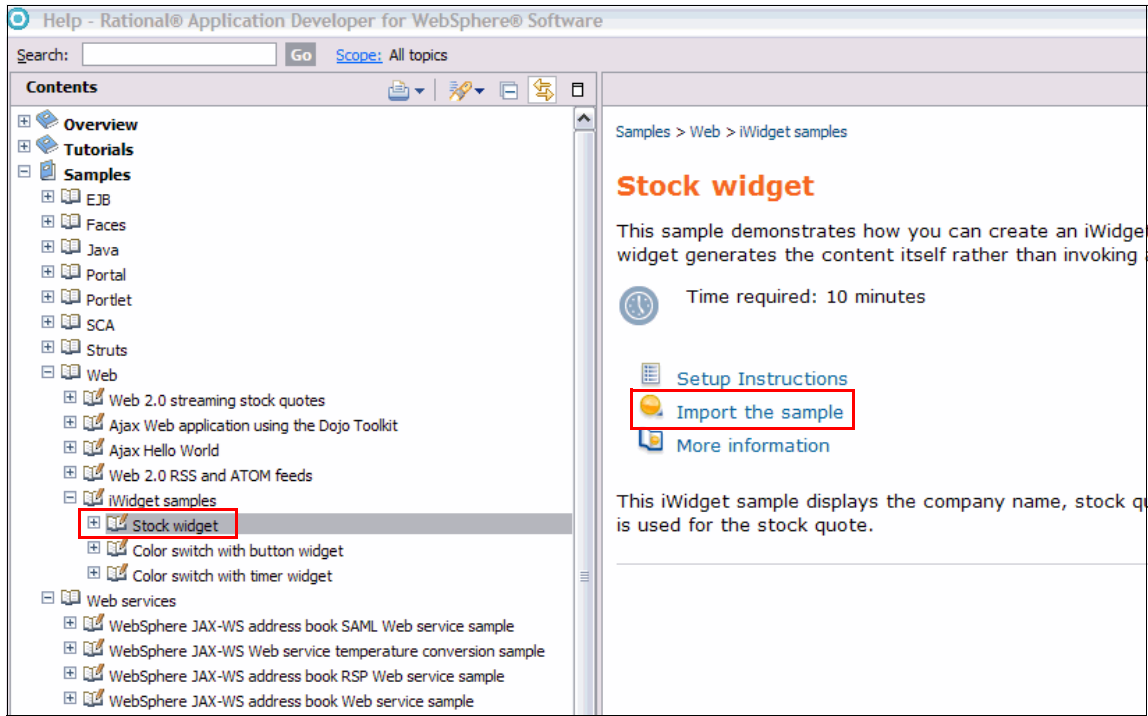 Help - Rational® Application Developer for WebSphere® Software
Search: Go Scope: All topics
Contents
Overview
Tutorials
Samples
EJB
Faces
Java
Portal
Portlet
SCA
Struts
Web
Web 2.0 streaming stock quotes
Ajax Web application using the Dojo Toolkit
Ajax Hello World
Web 2.0 RSS and ATOM feeds
iWidget samples
Stock widget
Color switch with button widget
Color switch with timer widget
Web services
WebSphere JAX-WS address book SAML Web service sample
WebSphere JAX-WS Web service temperature conversion sample
WebSphere JAX-WS address book RSP Web service sample
WebSphere JAX-WS address book Web service sample
Samples > Web > iWidget samples
Stock widget
This sample demonstrates how you can create an iWidge
widget generates the content itself rather than invoking
Time required: 10 minutes
Setup Instructions
Import the sample
More information
This iWidget sample displays the company name, stock qu
is used for the stock quote.